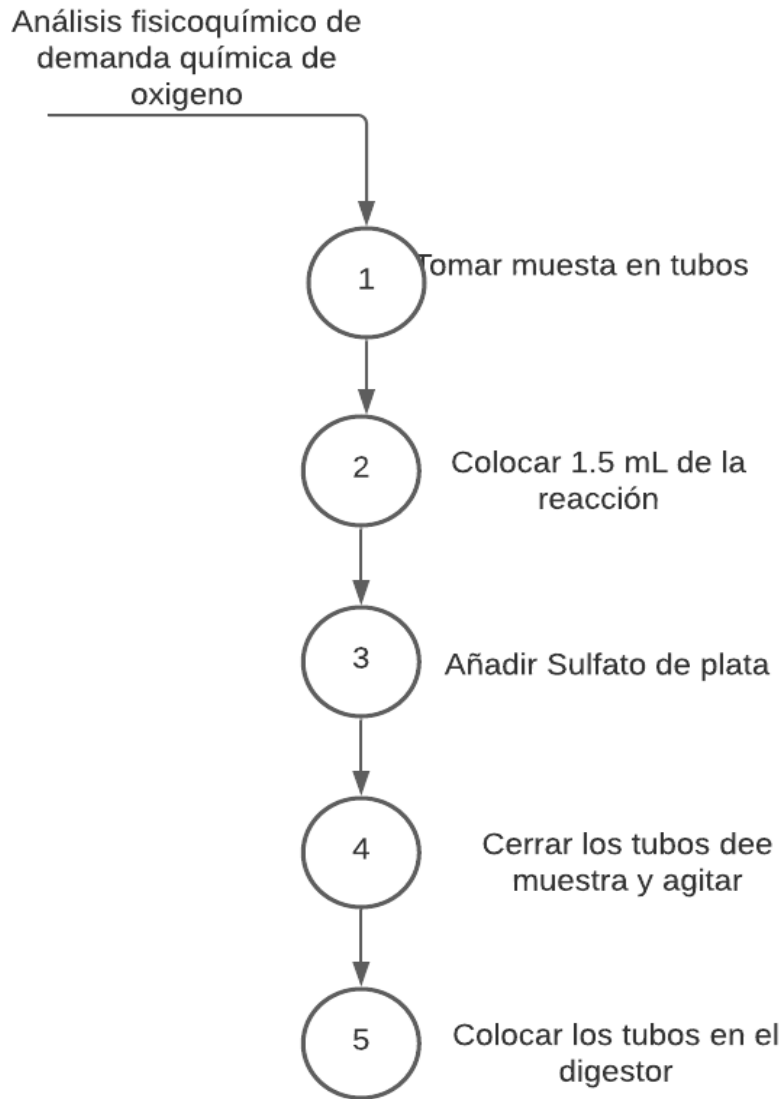 Análisis fisicoquímico de
demanda química de
oxigeno
1
Tomar muesta en tubos
2
Colocar 1.5 mL de la
reacción
3
Añadir Sulfato de plata
4
Cerrar los tubos dee
muestra y agitar
5
Colocar los tubos en el
digestor